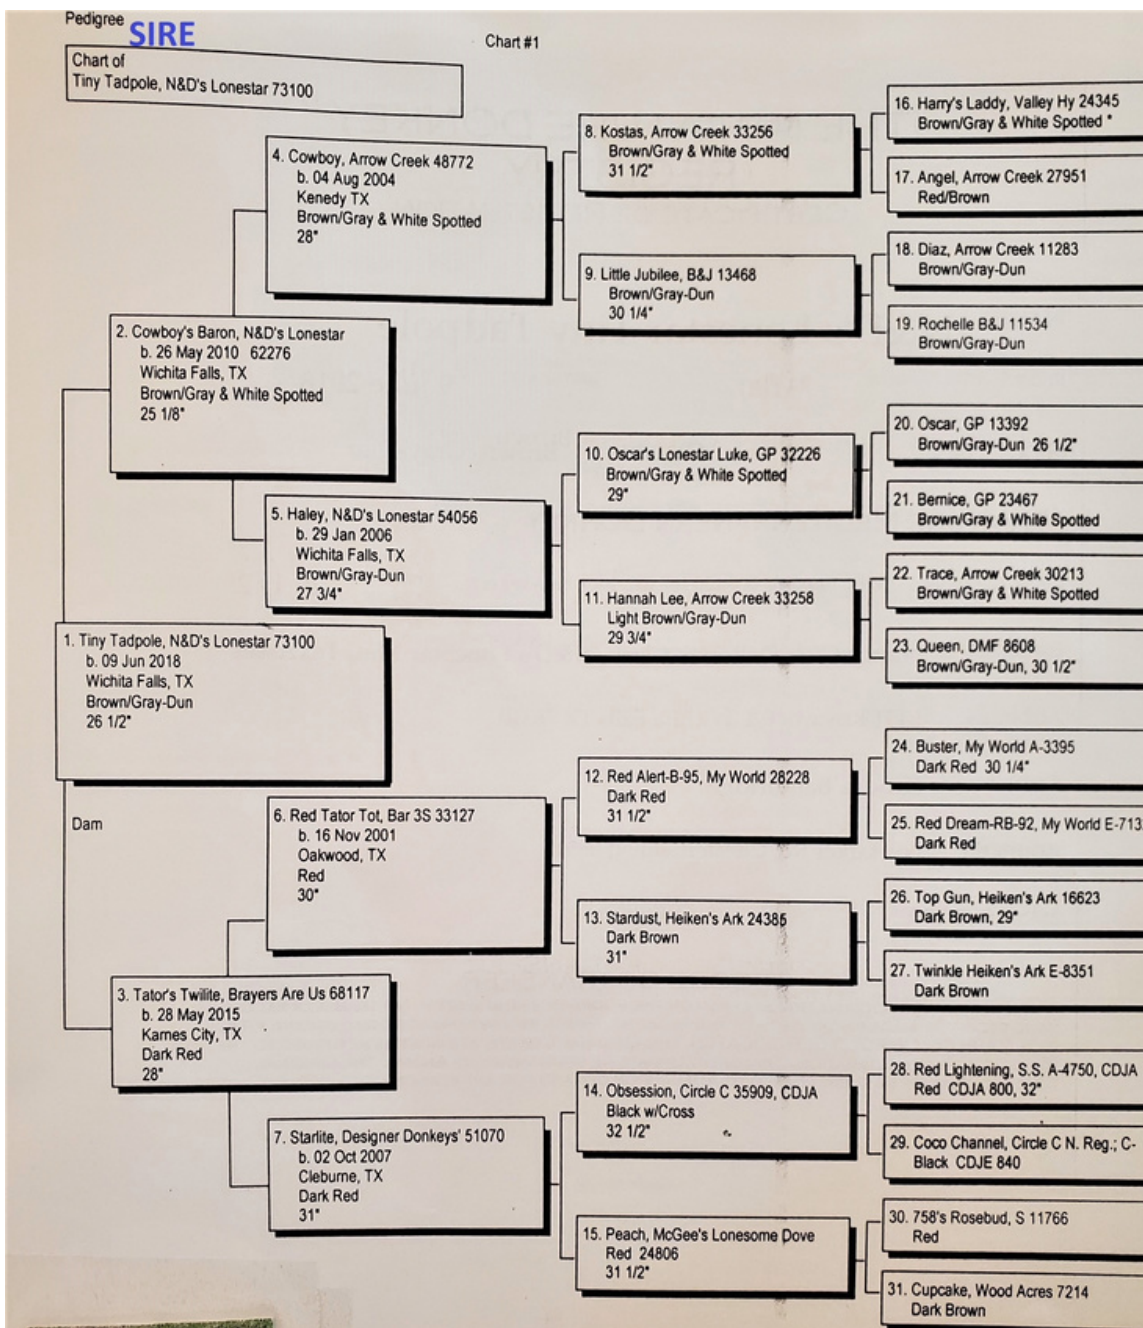 Pedigree
SIRE
Chart #1
Chart of
Tiny Tadpole, N&D's Lonestar 73100
16. Harry's Laddy, Valley Hy 24345
Brown/Gray & White Spotted "
8. Kostas, Arrow Creek 33256
Brown/Gray & White Spotted
31 1/2"
4. Cowboy, Arrow Creek 48772
b. 04 Aug 2004
Kenedy TX
Brown/Gray & White Spotted
28"
17. Angel, Arrow Creek 27951
Red/Brown
18. Diaz, Arrow Creek 11283
Brown/Gray-Dun
9. Little Jubilee, B&J 13468
Brown/Gray-Dun
30 1/4"
19. Rochelle B&J 11534
Brown/Gray-Dun
2. Cowboy's Baron, N&D's Lonestar
b. 26 May 2010 62276
Wichita Falls, TX
Brown/Gray & White Spotted
25 1/8"
20. Oscar, GP 13392
Brown/Gray-Dun 26 1/2"
10. Oscar's Lonestar Luke, GP 32226
Brown/Gray & White Spotted
29"
21. Bernice, GP 23467
Brown/Gray & White Spotted
5. Haley, N&D's Lonestar 54056
b. 29 Jan 2006
Wichita Falls, TX
Brown/Gray-Dun
27 3/4"
22. Trace, Arrow Creek 30213
Brown/Gray & White Spotted
11. Hannah Lee, Arrow Creek 33258
Light Brown/Gray-Dun
29 3/4"
23. Queen, DMF 8608
Brown/Gray-Dun, 30 1/2"
1. Tiny Tadpole, N&D's Lonestar 73100
b. 09 Jun 2018
Wichita Falls, TX
Brown/Gray-Dun
26 1/2"
24. Buster, My World A-3395
Dark Red 30 1/4"
12. Red Alert-B-95, My World 28228
Dark Red
31 1/2"
25. Red Dream-RB-92, My World E-713
Dark Red
Dam
6. Red Tator Tot, Bar 3S 33127
b. 16 Nov 2001
Oakwood, TX
Red
30"
26. Top Gun, Heiken's Ark 16623
Dark Brown, 29"
13. Stardust, Heiken's Ark 24385
Dark Brown
31"
27. Twinkle Heiken's Ark E-8351
Dark Brown
3. Tator's Twilite, Brayers Are Us 68117
b. 28 May 2015
Karnes City, TX
Dark Red
28"
28. Red Lightening, S.S. A-4750, CDJA
Red CDJA 800, 32"
14. Obsession, Circle C 35909, CDJA
Black w/Cross
32 1/2"
29. Coco Channel, Circle C N. Reg.; C-
Black CDJE 840
7. Starlite, Designer Donkeys' 51070
b. 02 Oct 2007
Cleburne, TX
Dark Red
31"
30. 758's Rosebud, S 11766
Red
15. Peach, McGee's Lonesome Dove
Red 24806
31 1/2"
31. Cupcake, Wood Acres 7214
Dark Brown